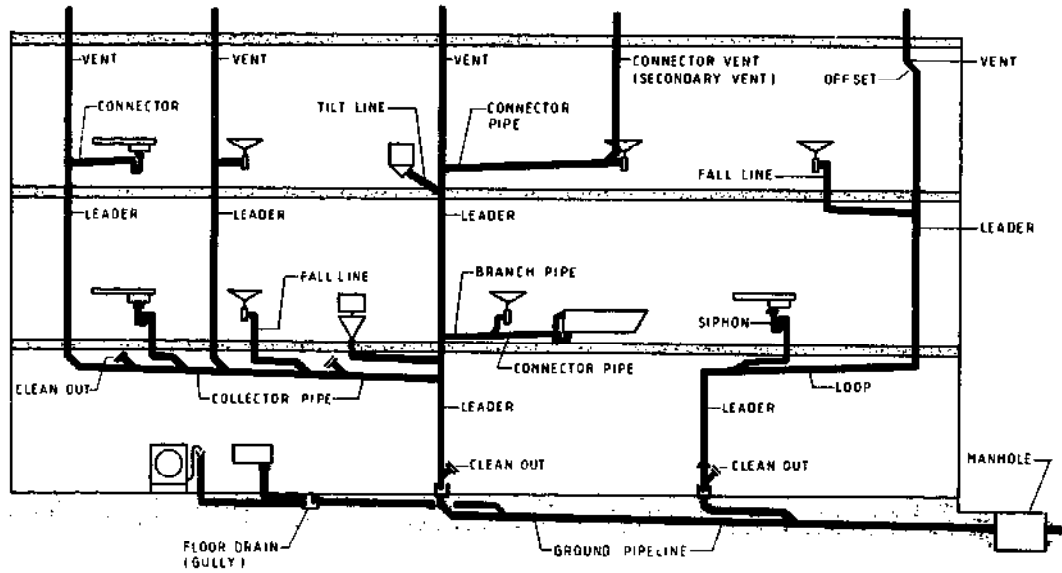 VENT
VENT
VENT
CONNECTOR VENT
(SECONDARY VENT)
OFFSET
VENT
CONNECTOR
TILT LINE
CONNECTOR
PIPE
FALL LINE
LEADER
LEADER
LEADER
LEADER
FALL LINE
BRANCH PIPE
SIPHON
CLEAN OUT
COLLECTOR PIPE
CONNECTOR PIPE
LOOP
LEADER
LEADER
CLEAN OUT
CLEAN OUT
MANHOLE
FLOOR DRAIN
(GULLY)
GROUND PIPELINE